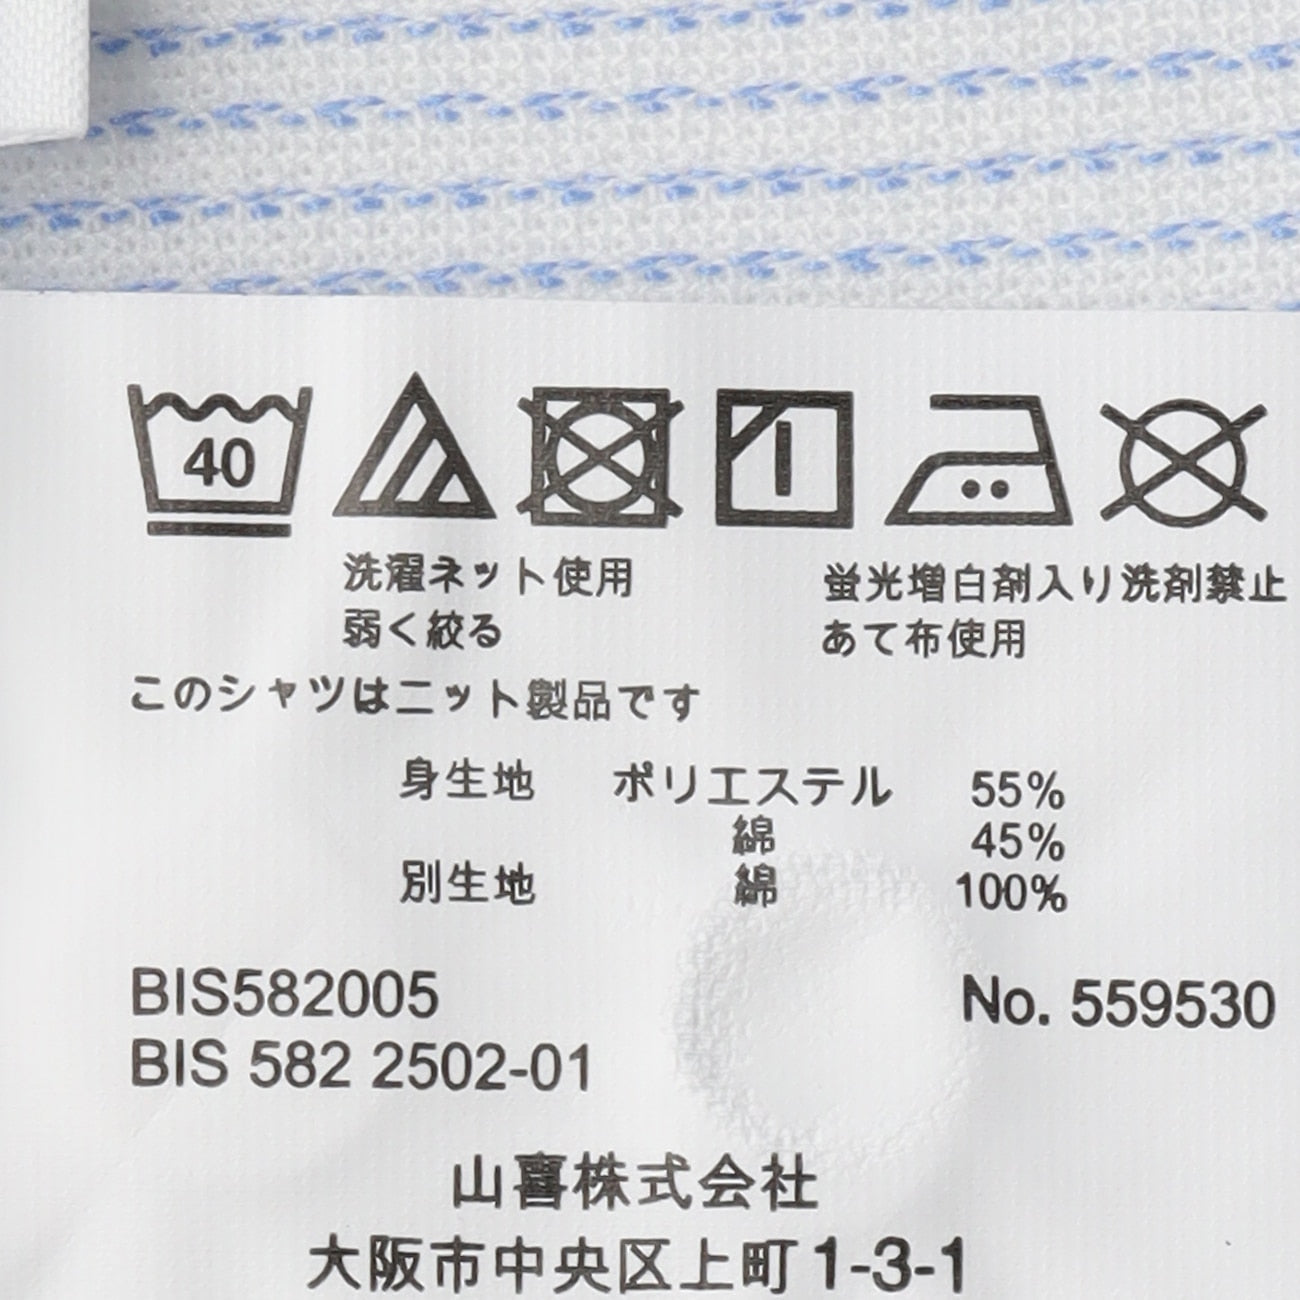 40
洗濯ネット使用
弱く絞る
蛍光増白剤入り洗剤禁止
あて布使用
このシャツはニット製品です
身生地 ポリエステル 55%
綿 45%
別生地 綿 100%
BIS582005
No. 559530
BIS 582 2502-01
山喜株式会社
大阪市中央区上町1-3-1